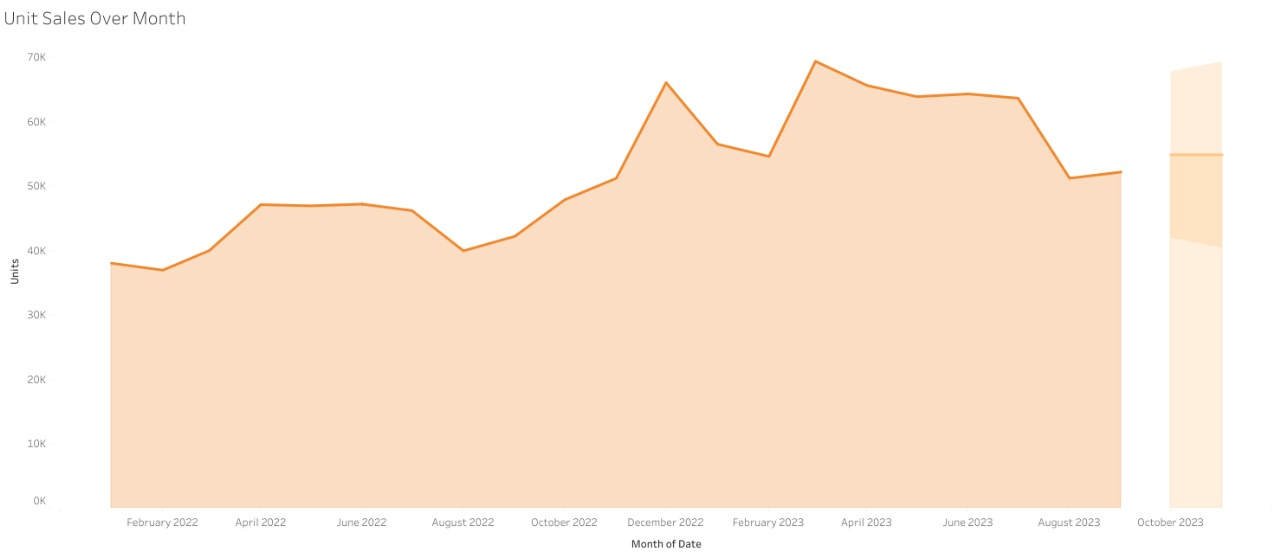 Unit Sales Over Month
70K
60K
50K
40K
30K
20K
10K
0K
Units
February 2022 April 2022 June 2022 August 2022 October 2022 December 2022 February 2023 April 2023 June 2023 August 2023 October 2023
Month of Date